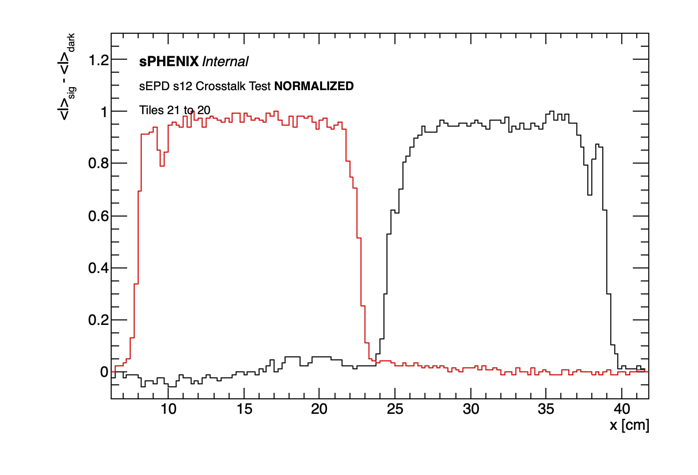 <I>sig - <I>dark
1.2
1
0.8
0.6
0.4
0.2
0
sPHENIX Internal
sEPD s12 Crosstalk Test NORMALIZED
Tiles 21 to 20
10 15 20 25 30 35 40
x [cm]